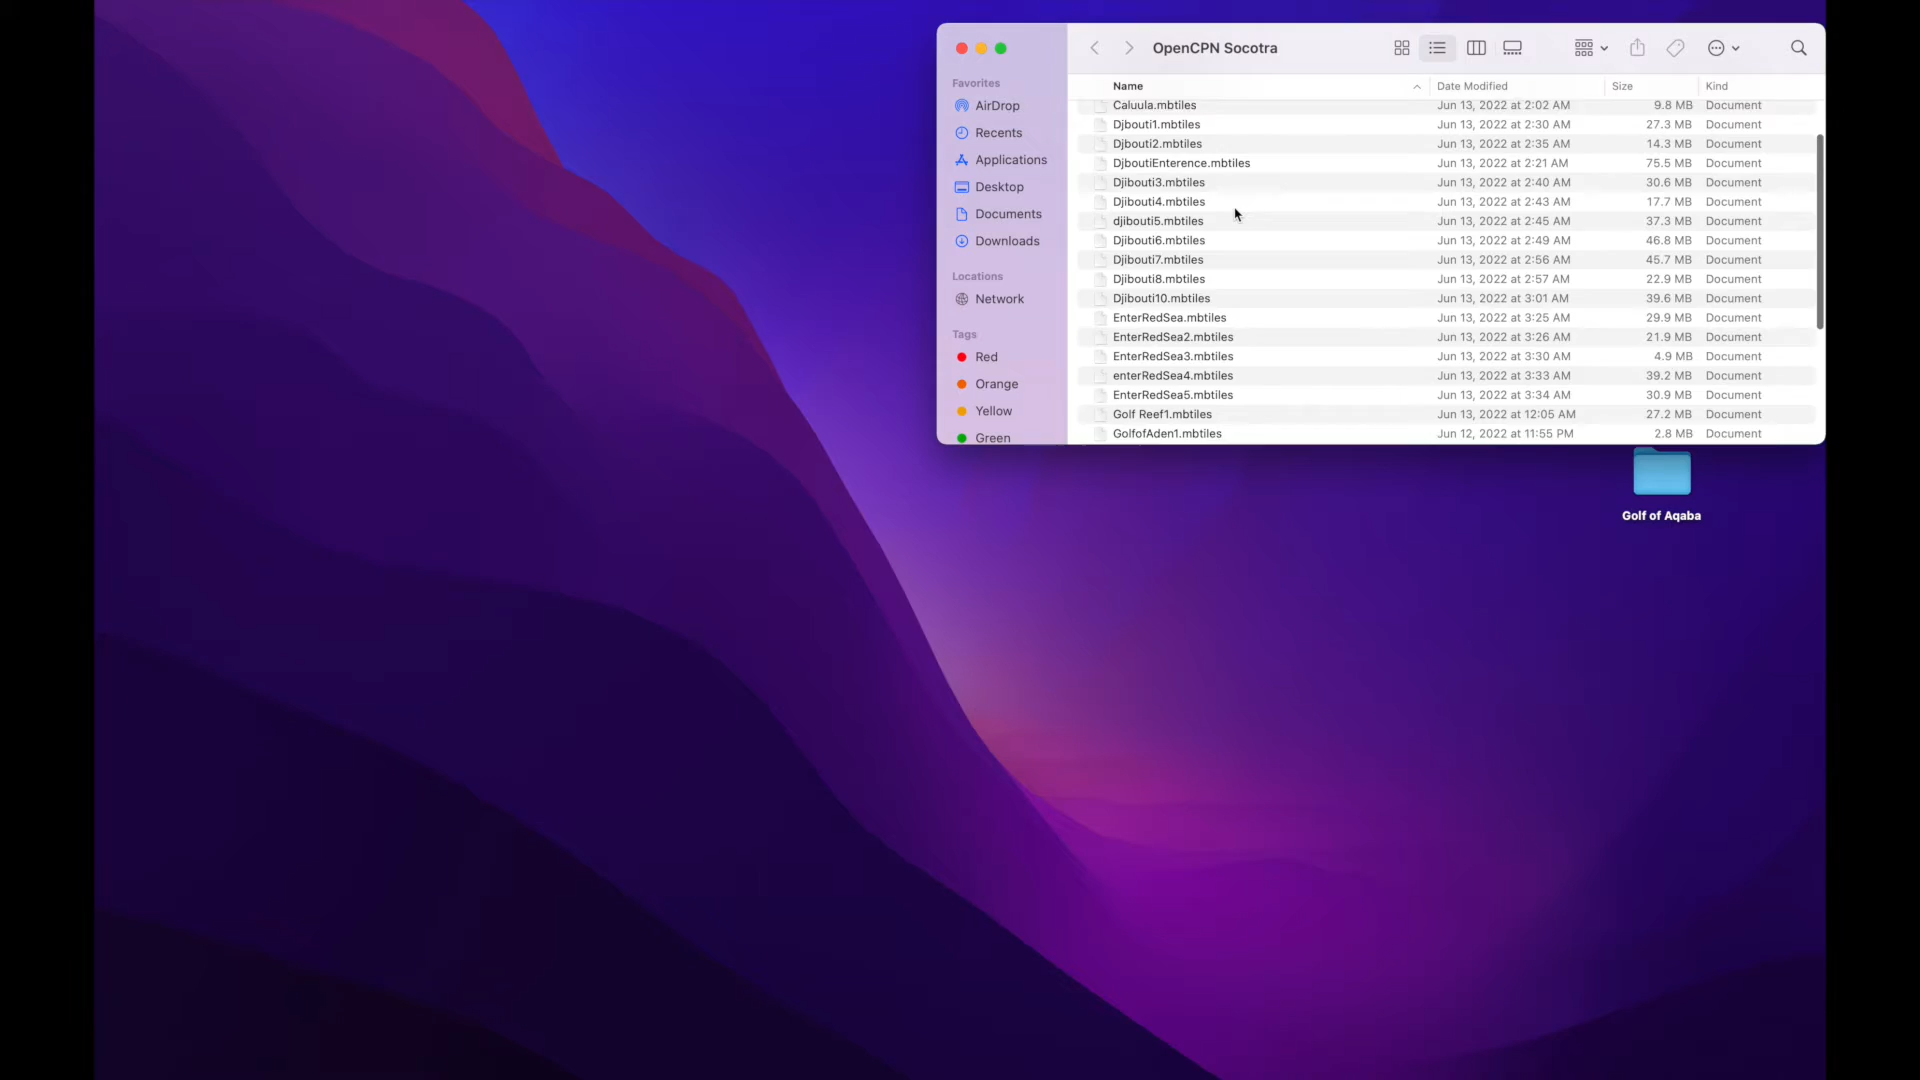 OpenCPN Socotra
Favorites
AirDrop
Recents
Applications
Desktop
Documents
Downloads
Locations
Network
Tags
Red
Orange
Yellow
Green
Name Date Modified Size Kind
Caluula.mbtiles Jun 13, 2022 at 2:02 AM 9.8 MB Document
Djbouti1.mbtiles Jun 13, 2022 at 2:30 AM 27.3 MB Document
Djbouti2.mbtiles Jun 13, 2022 at 2:35 AM 14.3 MB Document
DjboutiEnterence.mbtiles Jun 13, 2022 at 2:21 AM 75.5 MB Document
Djibouti3.mbtiles Jun 13, 2022 at 2:40 AM 30.6 MB Document
Djibouti4.mbtiles Jun 13, 2022 at 2:43 AM 17.7 MB Document
djibouti5.mbtiles Jun 13, 2022 at 2:45 AM 37.3 MB Document
Djibouti6.mbtiles Jun 13, 2022 at 2:49 AM 46.8 MB Document
Djibouti7.mbtiles Jun 13, 2022 at 2:56 AM 45.7 MB Document
Djibouti8.mbtiles Jun 13, 2022 at 2:57 AM 22.9 MB Document
Djibouti10.mbtiles Jun 13, 2022 at 3:01 AM 39.6 MB Document
EnterRedSea.mbtiles Jun 13, 2022 at 3:25 AM 29.9 MB Document
EnterRedSea2.mbtiles Jun 13, 2022 at 3:26 AM 21.9 MB Document
EnterRedSea3.mbtiles Jun 13, 2022 at 3:30 AM 4.9 MB Document
enterRedSea4.mbtiles Jun 13, 2022 at 3:33 AM 39.2 MB Document
EnterRedSea5.mbtiles Jun 13, 2022 at 3:34 AM 30.9 MB Document
Golf Reef1.mbtiles Jun 13, 2022 at 12:05 AM 27.2 MB Document
GolfofAden1.mbtiles Jun 12, 2022 at 11:55 PM 2.8 MB Document
Golf of Aqaba